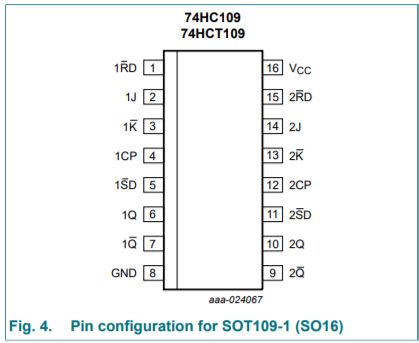 74HC109
74HCT109
1R̅D 1 16 VCC
1J 2 15 2R̅D
1K̅ 3 14 2J
1CP 4 13 2K̅
1S̅D 5 12 2CP
1Q 6 11 2S̅D
1Q̅ 7 10 2Q
GND 8 9 2Q̅
aaa-024067
Fig. 4. Pin configuration for SOT109-1 (SO16)